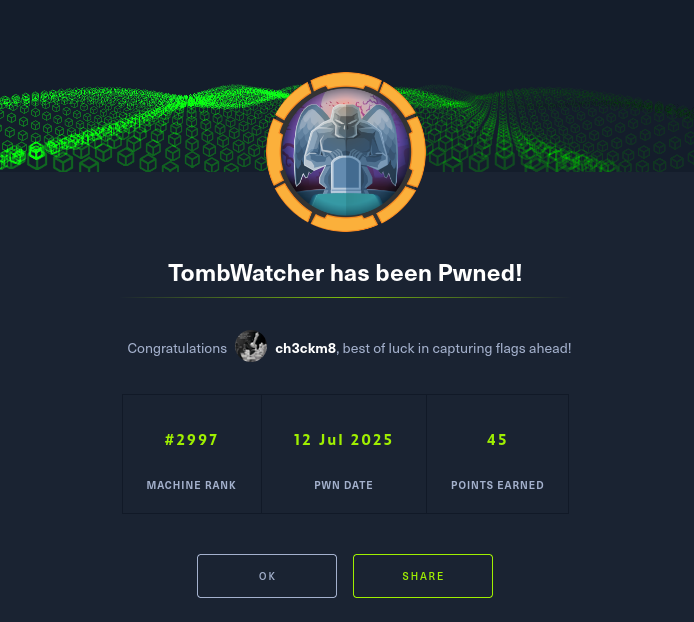 TombWatcher has been Pwned!
Congratulations ch3ckm8, best of luck in capturing flags ahead!
#2997 12 Jul 2025 45
MACHINE RANK PWN DATE POINTS EARNED
OK SHARE